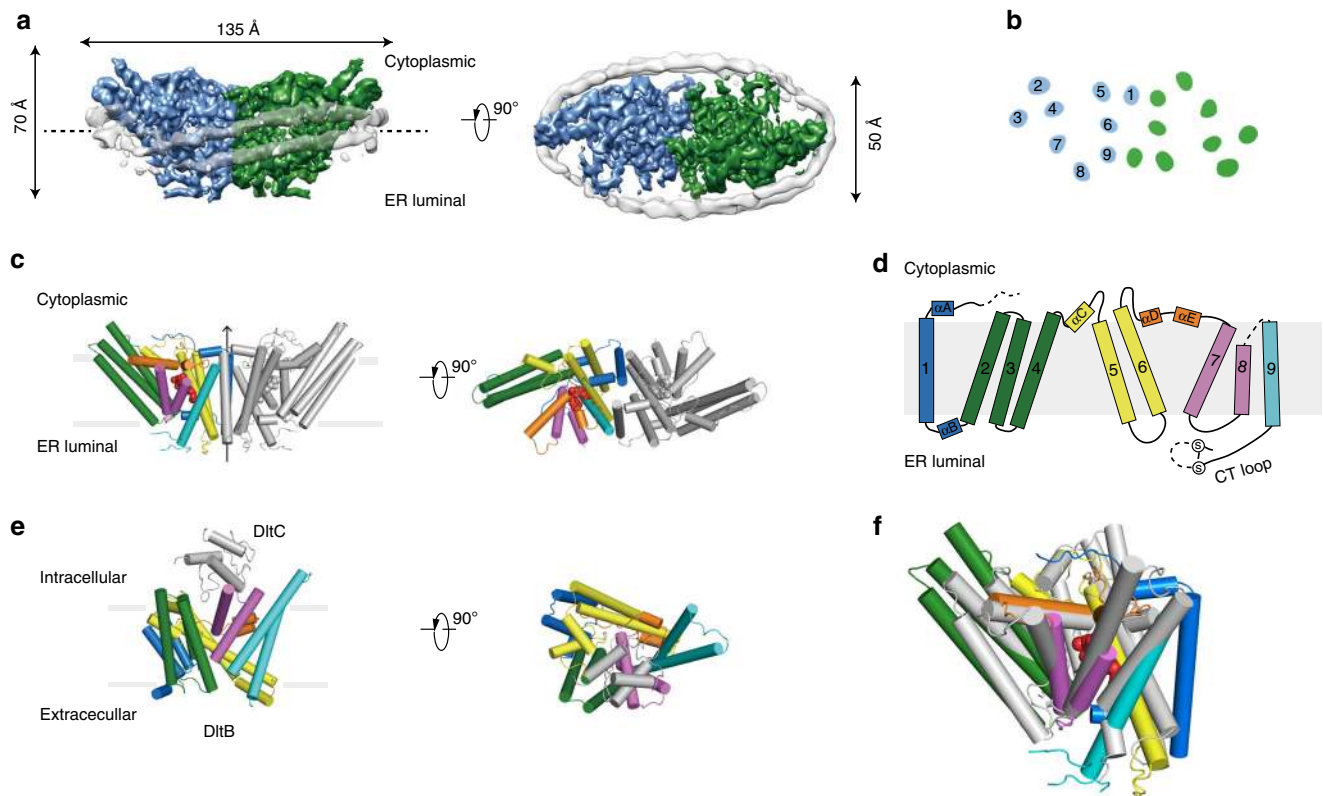 a
135 Å
Cytoplasmic
70 Å
90°
50 Å
ER luminal
b
2
5
1
4
3
6
7
9
8
c
Cytoplasmic
90°
ER luminal
d
Cytoplasmic
αA
αC
αD
αE
1
2
3
4
5
6
7
8
9
αB
S
S
ER luminal
CT loop
e
DltC
Intracellular
90°
Extracecullar
DltB
f